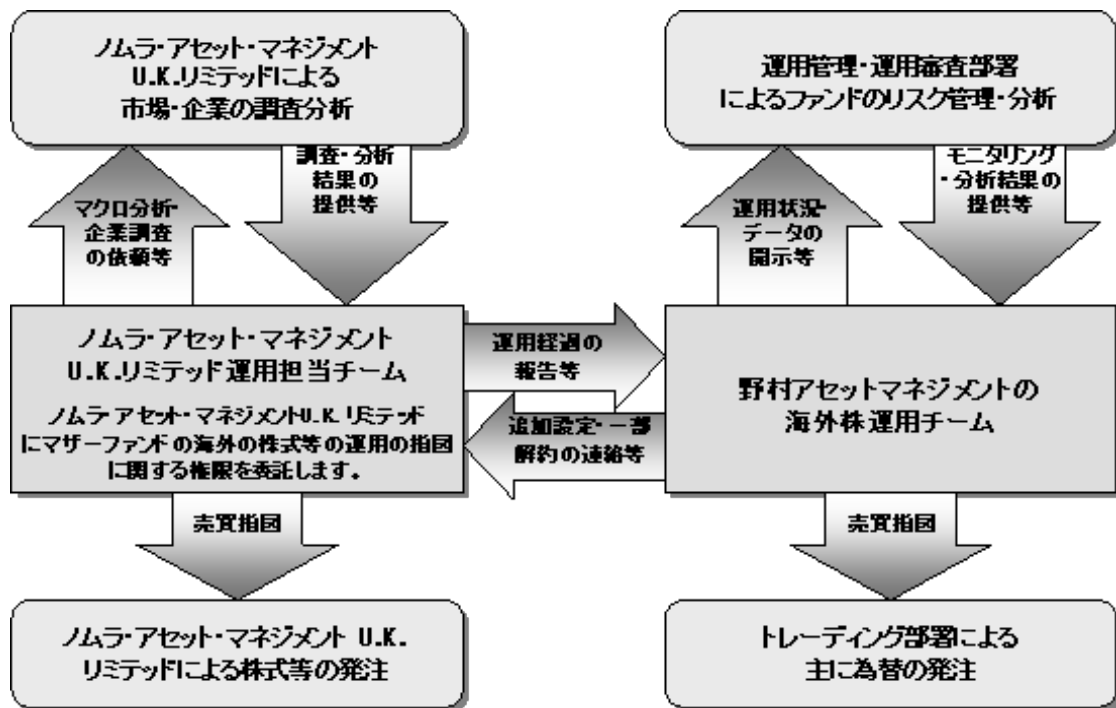 ノムラ・アセット・マネジメント
U.K.リミテッドによる
市場・企業の調査分析
運用管理・運用審査部署
によるファンドのリスク管理・分析
マクロ分析・
企業調査
の依頼等
調査・分析
結果の
提供等
運用状況・
データの
開示等
モニタリング
・分析結果の
提供等
ノムラ・アセット・マネジメント
U.K.リミテッド運用担当チーム
ノムラ・アセット・マネジメントU.K.リミテッド
にマザーファンドの海外の株式等の運用の指図
に関する権限を委託します。
運用経過の
報告等
追加設定・一部
解約の連絡等
野村アセットマネジメントの
海外株運用チーム
売買指図
売買指図
ノムラ・アセット・マネジメント U.K.
リミテッドによる株式等の発注
トレーディング部署による
主に為替の発注